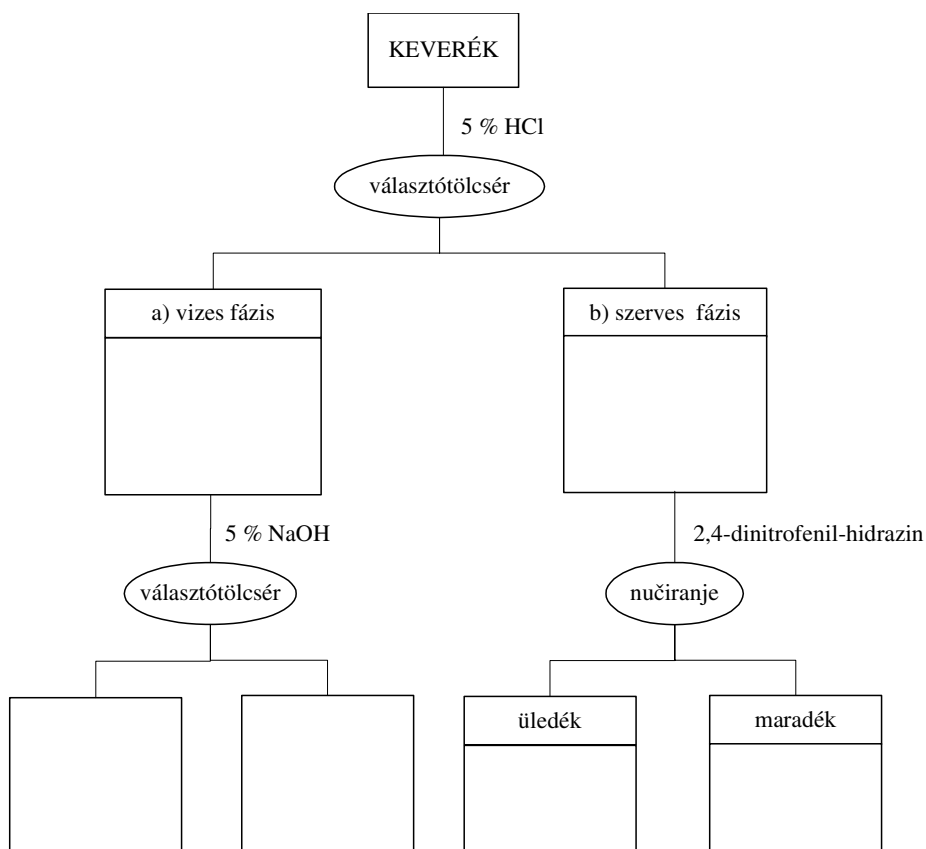 KEVERÉK
5 % HCl
választótölcsér
a) vizes fázis
b) szerves fázis
5 % NaOH
2,4-dinitrofenil-hidrazin
választótölcsér
nučiranje
üledék
maradék